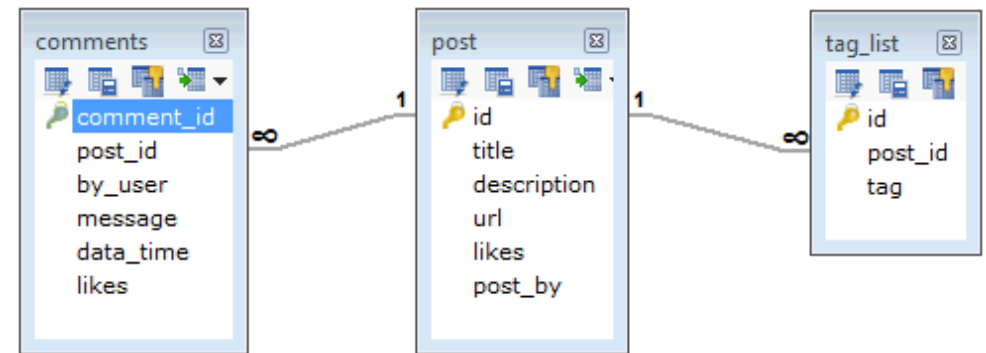 comments
comment_id
post_id
by_user
message
data_time
likes
∞
1
post
id
title
description
url
likes
post_by
1
∞
tag_list
id
post_id
tag